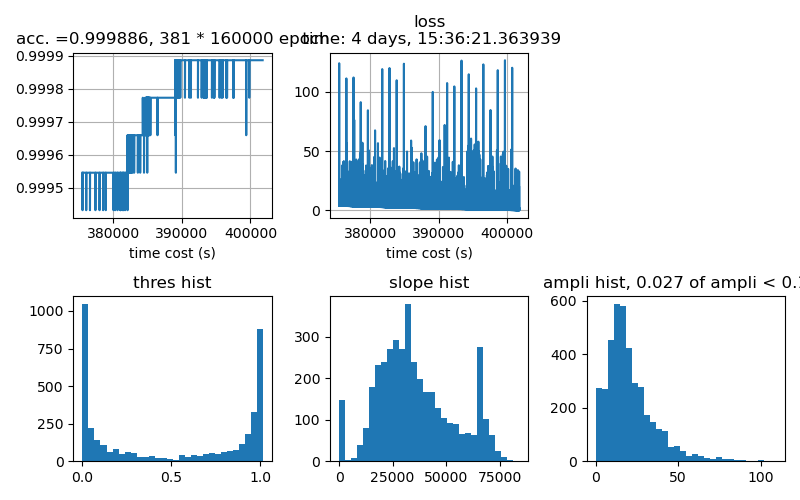 loss
acc. =0.999886, 381 * 160000 epoch
time: 4 days, 15:36:21.363939
0.9999
0.9998
0.9997
0.9996
0.9995
380000 390000 400000
time cost (s)
100
50
0
380000 390000 400000
time cost (s)
thres hist
1000
750
500
250
0
0.0 0.5 1.0
slope hist
300
200
100
0
0 25000 50000 75000
ampli hist, 0.027 of ampli < 0.
600
400
200
0
0 50 100